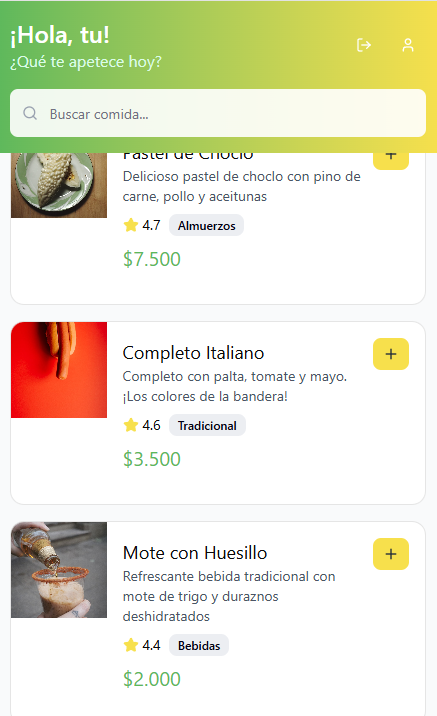 ¡Hola, tu!
¿Qué te apetece hoy?
Buscar comida...
Pastel de Choclo
Delicioso pastel de choclo con pino de
carne, pollo y aceitunas
4.7 Almuerzos
$7.500
Completo Italiano
Completo con palta, tomate y mayo.
¡Los colores de la bandera!
4.6 Tradicional
$3.500
Mote con Huesillo
Refrescante bebida tradicional con
mote de trigo y duraznos
deshidratados
4.4 Bebidas
$2.000